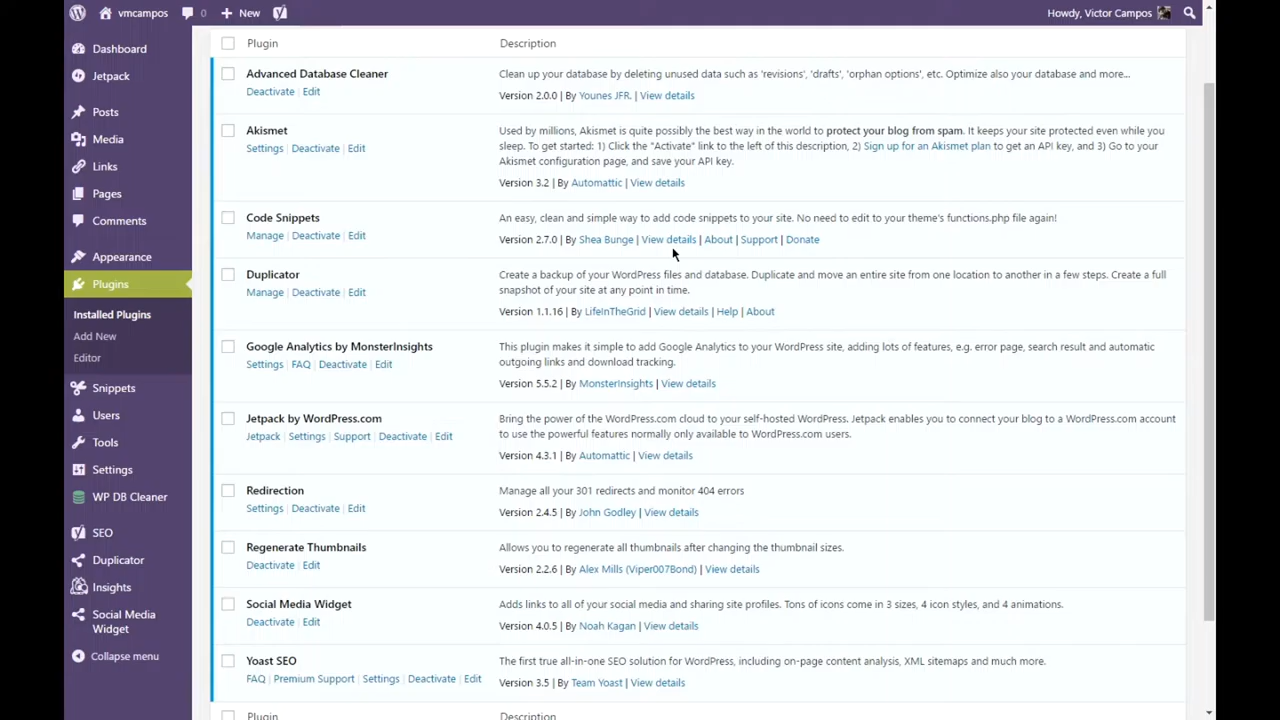 vmcampos 0 + New Howdy, Victor Campos
Dashboard
Jetpack
Posts
Media
Links
Pages
Comments
Appearance
Plugins
Installed Plugins
Add New
Editor
Snippets
Users
Tools
Settings
WP DB Cleaner
SEO
Duplicator
Insights
Social Media
Widget
Collapse menu
Plugin Description
Advanced Database Cleaner
Deactivate | Edit
Clean up your database by deleting unused data such as 'revisions', 'drafts', 'orphan options', etc. Optimize also your database and more...
Version 2.0.0 | By Younes JFR. | View details
Akismet
Settings | Deactivate | Edit
Used by millions, Akismet is quite possibly the best way in the world to protect your blog from spam. It keeps your site protected even while you
sleep. To get started: 1) Click the "Activate" link to the left of this description, 2) Sign up for an Akismet plan to get an API key, and 3) Go to your
Akismet configuration page, and save your API key.
Version 3.2 | By Automattic | View details
Code Snippets
Manage | Deactivate | Edit
An easy, clean and simple way to add code snippets to your site. No need to edit to your theme's functions.php file again!
Version 2.7.0 | By Shea Bunge | View details | About | Support | Donate
Duplicator
Manage | Deactivate | Edit
Create a backup of your WordPress files and database. Duplicate and move an entire site from one location to another in a few steps. Create a full
snapshot of your site at any point in time.
Version 1.1.16 | By LifeInTheGrid | View details | Help | About
Google Analytics by MonsterInsights
Settings | FAQ | Deactivate | Edit
This plugin makes it simple to add Google Analytics to your WordPress site, adding lots of features, e.g. error page, search result and automatic
outgoing links and download tracking.
Version 5.5.2 | By MonsterInsights | View details
Jetpack by WordPress.com
Jetpack | Settings | Support | Deactivate | Edit
Bring the power of the WordPress.com cloud to your self-hosted WordPress. Jetpack enables you to connect your blog to a WordPress.com account
to use the powerful features normally only available to WordPress.com users.
Version 4.3.1 | By Automattic | View details
Redirection
Settings | Deactivate | Edit
Manage all your 301 redirects and monitor 404 errors
Version 2.4.5 | By John Godley | View details
Regenerate Thumbnails
Deactivate | Edit
Allows you to regenerate all thumbnails after changing the thumbnail sizes.
Version 2.2.6 | By Alex Mills (Viper007Bond) | View details
Social Media Widget
Deactivate | Edit
Adds links to all of your social media and sharing site profiles. Tons of icons come in 3 sizes, 4 icon styles, and 4 animations.
Version 4.0.5 | By Noah Kagan | View details
Yoast SEO
FAQ | Premium Support | Settings | Deactivate | Edit
The first true all-in-one SEO solution for WordPress, including on-page content analysis, XML sitemaps and much more.
Version 3.5 | By Team Yoast | View details
Plugin Description